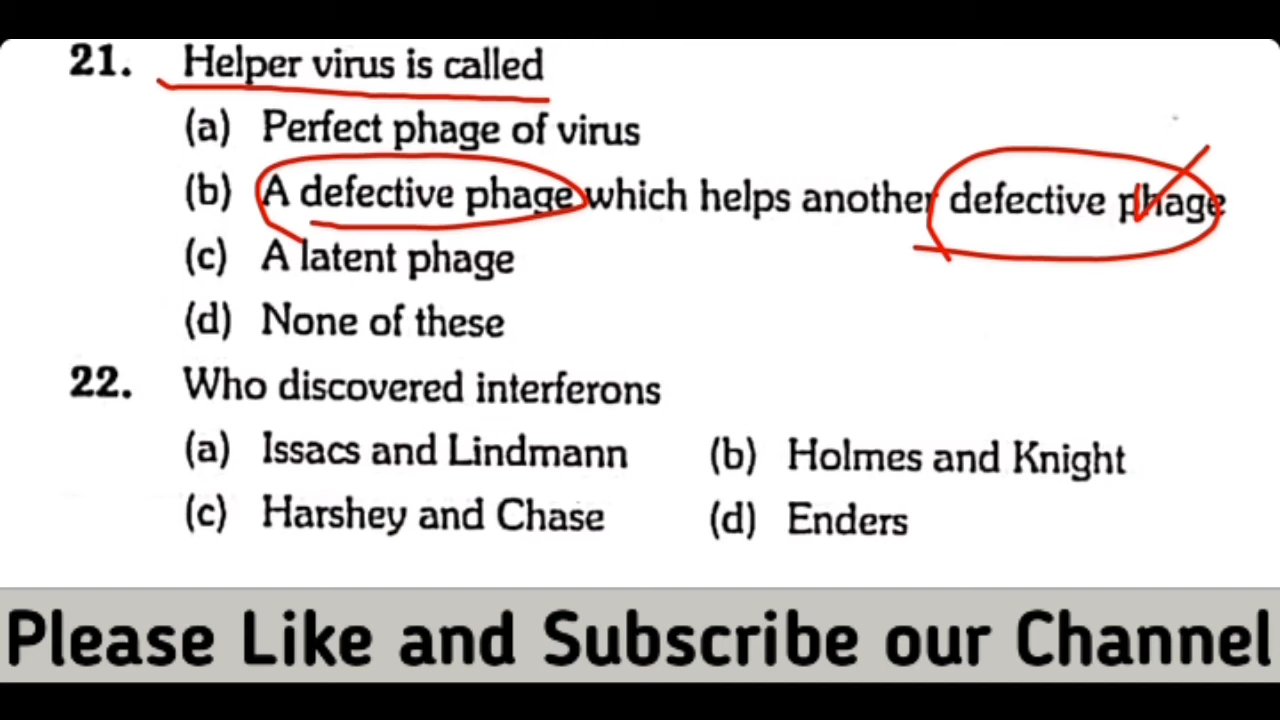 21. Helper virus is called
(a) Perfect phage of virus
(b) A defective phage which helps another defective phage
(c) A latent phage
(d) None of these
22. Who discovered interferons
(a) Issacs and Lindmann (b) Holmes and Knight
(c) Harshey and Chase (d) Enders
Please Like and Subscribe our Channel